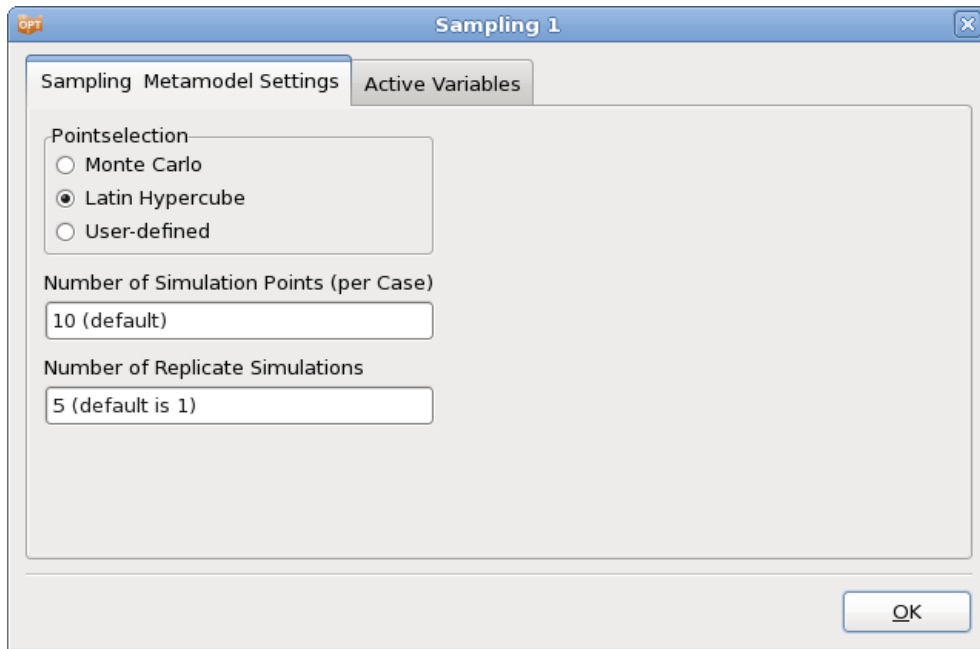 OPT
Sampling 1
Sampling Metamodel Settings
Active Variables
Pointselection
Monte Carlo
Latin Hypercube
User-defined
Number of Simulation Points (per Case)
10 (default)
Number of Replicate Simulations
5 (default is 1)
OK